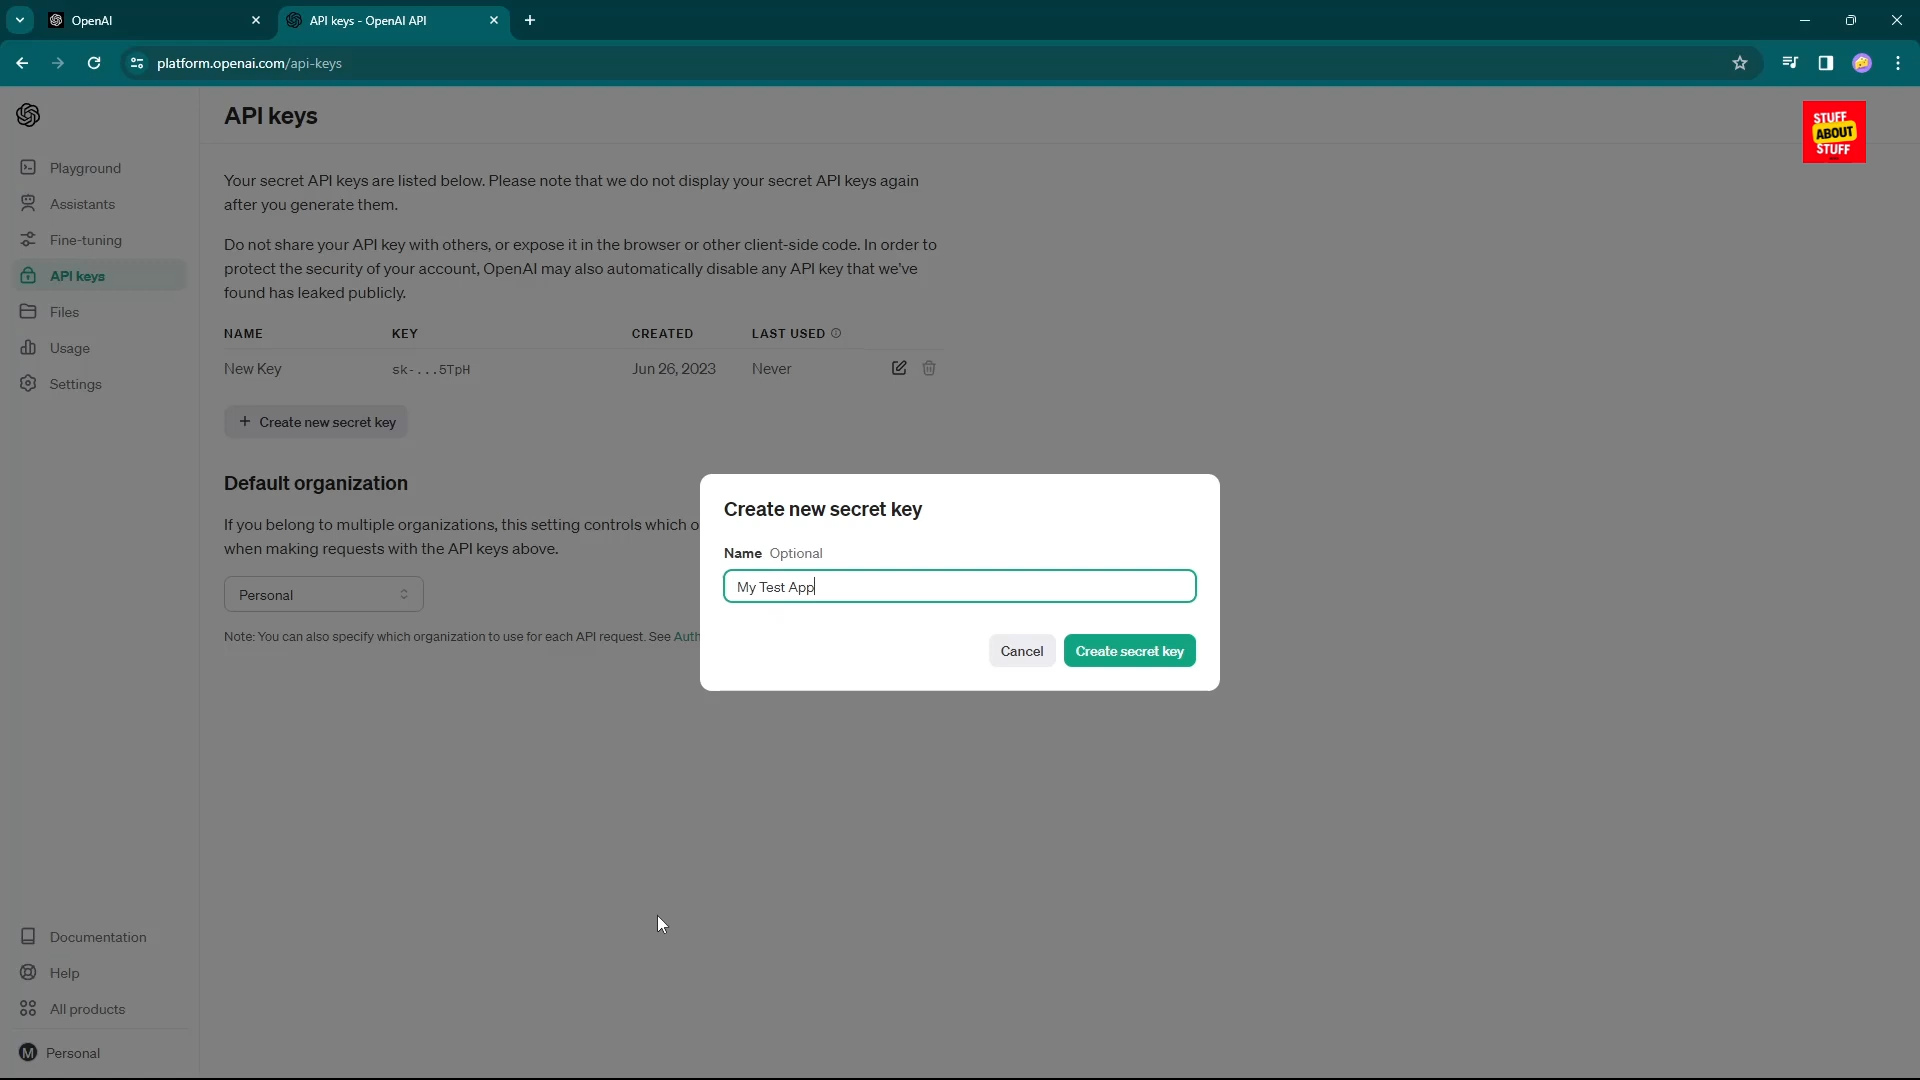 OpenAI
API keys - OpenAI API
platform.openai.com/api-keys
API keys
STUFF
ABOUT
STUFF
Playground
Assistants
Fine-tuning
API keys
Files
Usage
Settings
Your secret API keys are listed below. Please note that we do not display your secret API keys again
after you generate them.
Do not share your API key with others, or expose it in the browser or other client-side code. In order to
protect the security of your account, OpenAI may also automatically disable any API key that we've
found has leaked publicly.
NAME KEY CREATED LAST USED
New Key sk-...5TpH Jun 26, 2023 Never
+ Create new secret key
Default organization
If you belong to multiple organizations, this setting controls which o
when making requests with the API keys above.
Personal
Note: You can also specify which organization to use for each API request. See Auth
Create new secret key
Name Optional
My Test App
Cancel Create secret key
Documentation
Help
All products
M Personal